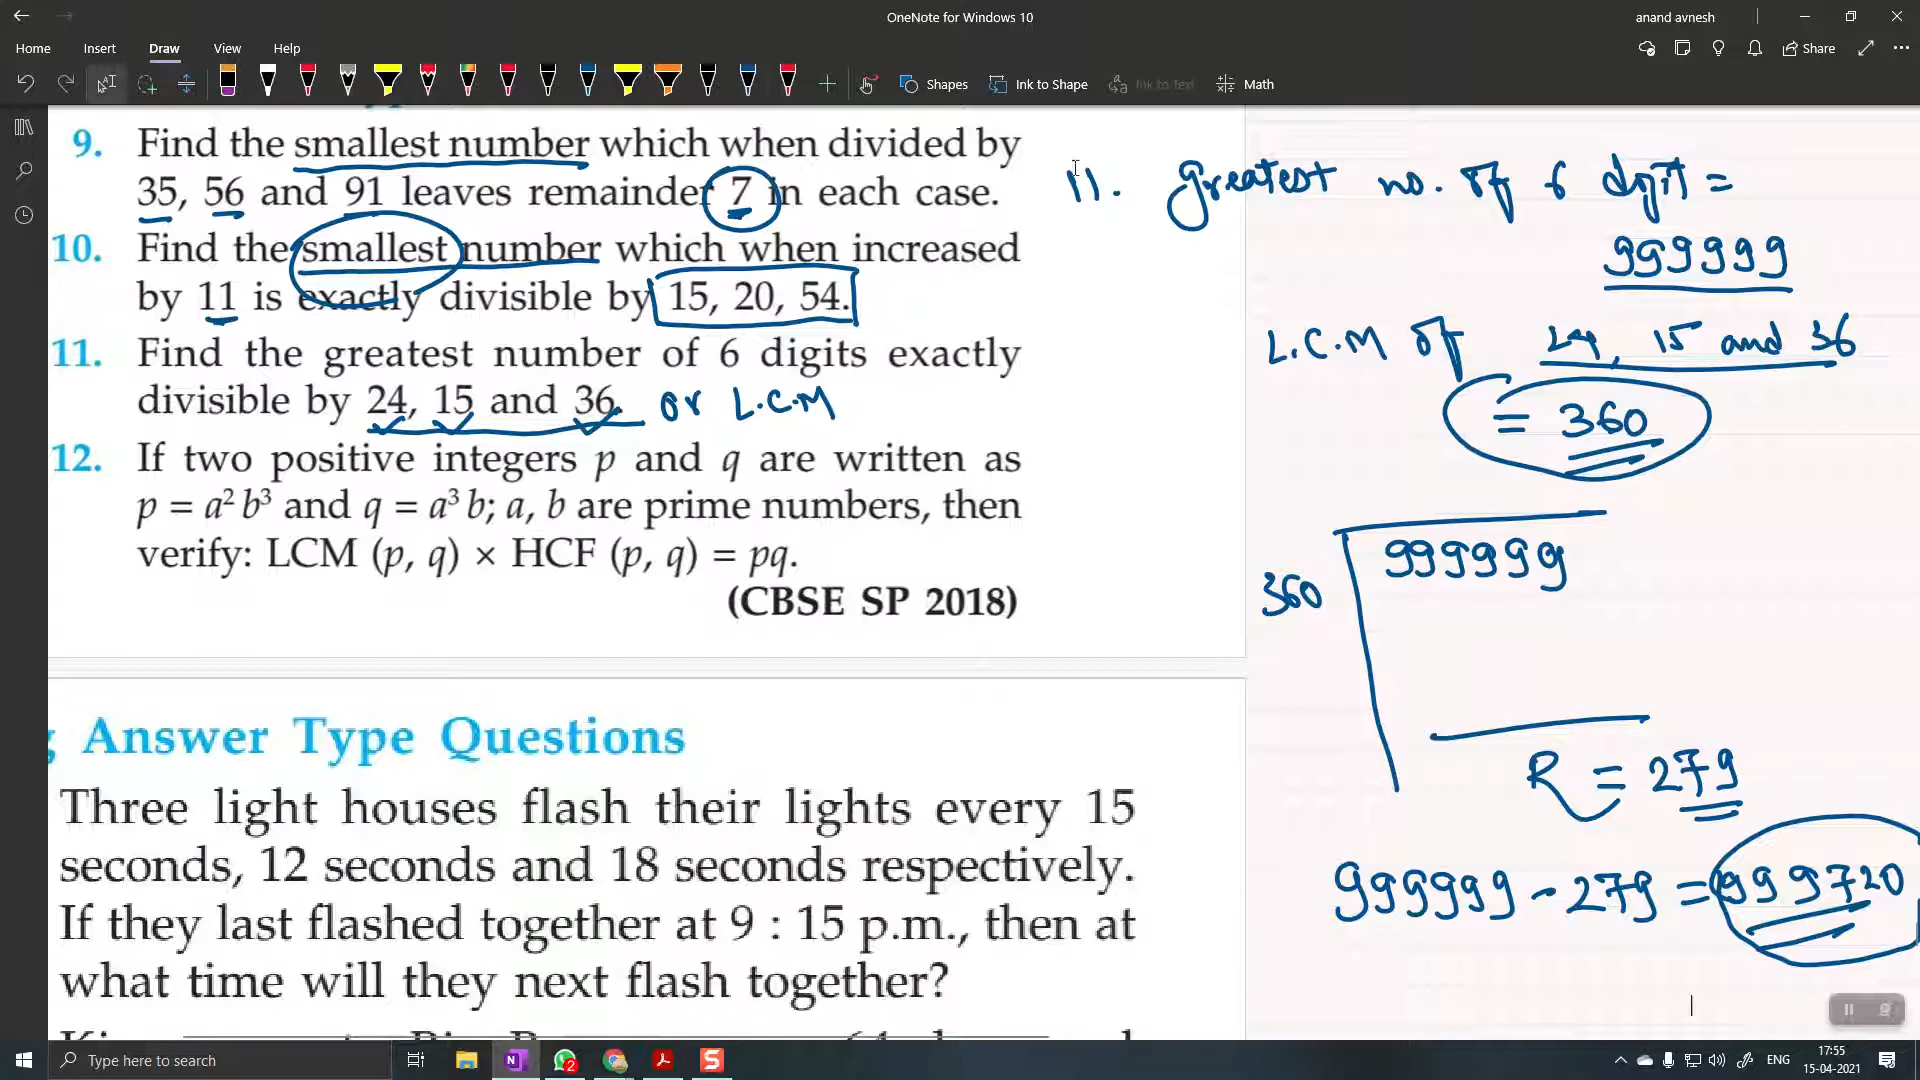 OneNote for Windows 10
anand avnesh
Home Insert Draw View Help
Share
Shapes Ink to Shape Ink to Text Math
9. Find the smallest number which when divided by
35, 56 and 91 leaves remainder 7 in each case.
10. Find the smallest number which when increased
by 11 is exactly divisible by 15, 20, 54.
11. Find the greatest number of 6 digits exactly
divisible by 24, 15 and 36. or L.C.M
12. If two positive integers p and q are written as
p = a² b³ and q = a³ b; a, b are prime numbers, then
verify: LCM (p, q) × HCF (p, q) = pq.
(CBSE SP 2018)
Answer Type Questions
Three light houses flash their lights every 15
seconds, 12 seconds and 18 seconds respectively.
If they last flashed together at 9 : 15 p.m., then at
what time will they next flash together?
11. Greatest no. of 6 digit =
999999
L.C.M of 24, 15 and 36
= 360
360 999999
R = 279
999999 - 279 = 999720
Type here to search
2
ENG
17:55
15-04-2021